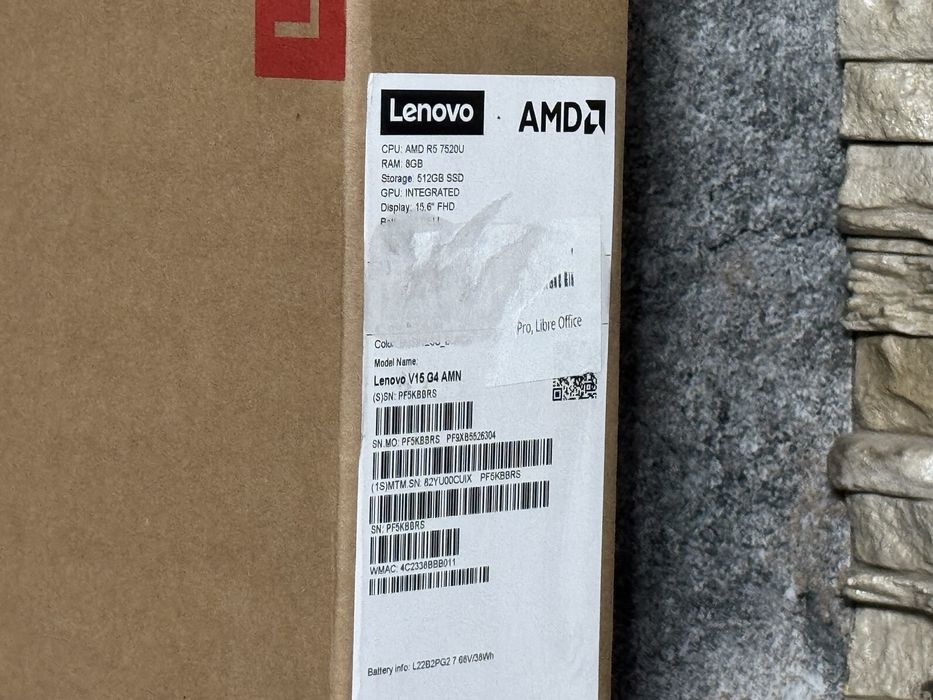 Lenovo
AMD
CPU: AMD R5 7520U
RAM: 8GB
Storage: 512GB SSD
GPU: INTEGRATED
Display: 15.6" FHD
Pro, Libre Office
Model Name:
Lenovo V15 G4 AMN
(S)SN: PF5KBBRS
SN.MO: PF5KBBRS PF9XB5526304
(1S)MTM.SN: 82YU00CUIX PF5KBBRS
SN: PF5KBBRS
WMAC: 4C2338BBB011
Battery info: L22B2PG2 7.68V/38Wh